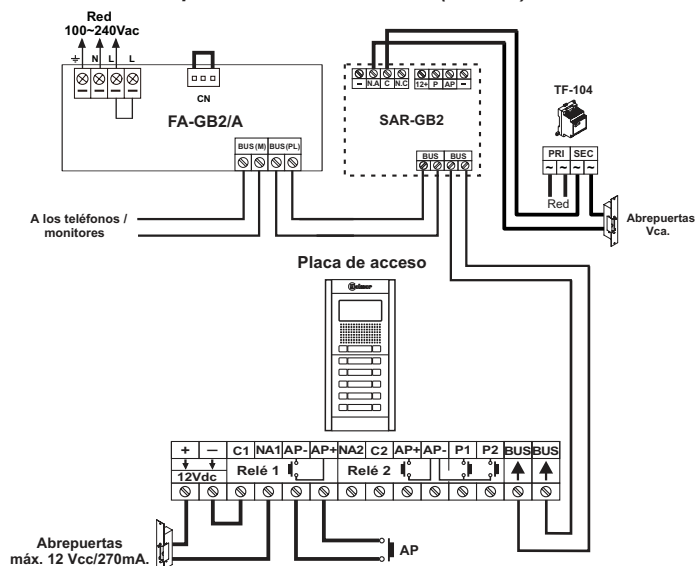 Red
100~240Vac
N L L
CN
FA-GB2/A
BUS(M) BUS(PL)
A los teléfonos /
monitores
– N.A C N.C 12+ P AP –
SAR-GB2
BUS BUS
TF-104
PRI SEC
~ ~ ~ ~
Red
Abrepuertas
Vca.
Placa de acceso
Golmar
+ – C1 NA1 AP- AP+ NA2 C2 AP+ AP- P1 P2 BUS BUS
12Vdc Relé 1 Relé 2
Abrepuertas
máx. 12 Vcc/270mA.
AP